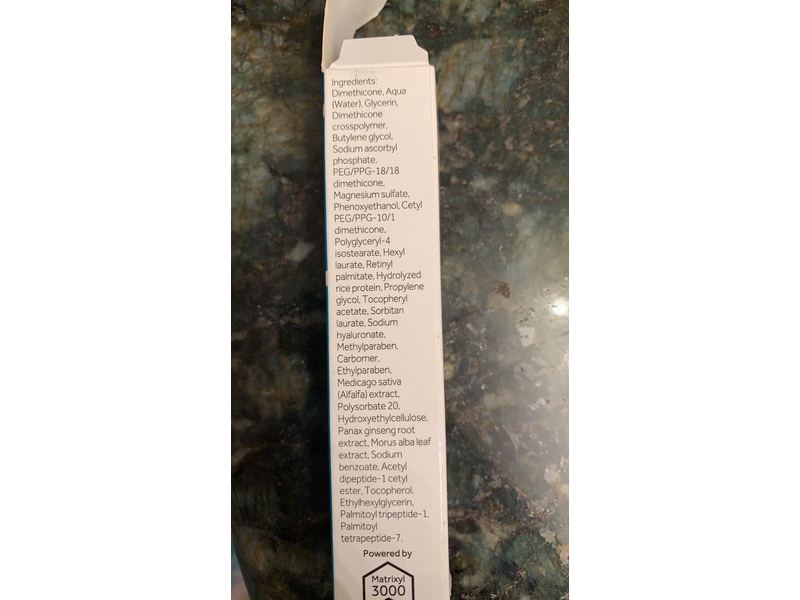 Ingredients:
Dimethicone, Aqua
(Water), Glycerin,
Dimethicone
crosspolymer,
Butylene glycol,
Sodium ascorbyl
phosphate,
PEG/PPG-18/18
dimethicone,
Magnesium sulfate,
Phenoxyethanol, Cetyl
PEG/PPG-10/1
dimethicone,
Polyglyceryl-4
isostearate, Hexyl
laurate, Retinyl
palmitate, Hydrolyzed
rice protein, Propylene
glycol, Tocopheryl
acetate, Sorbitan
laurate, Sodium
hyaluronate,
Methylparaben,
Carbomer,
Ethylparaben,
Medicago sativa
(Alfalfa) extract,
Polysorbate 20,
Hydroxyethylcellulose,
Panax ginseng root
extract, Morus alba leaf
extract, Sodium
benzoate, Acetyl
dipeptide-1 cetyl
ester, Tocopherol,
Ethylhexylglycerin,
Palmitoyl tripeptide-1,
Palmitoyl
tetrapeptide-7.
Powered by
Matrixyl
3000